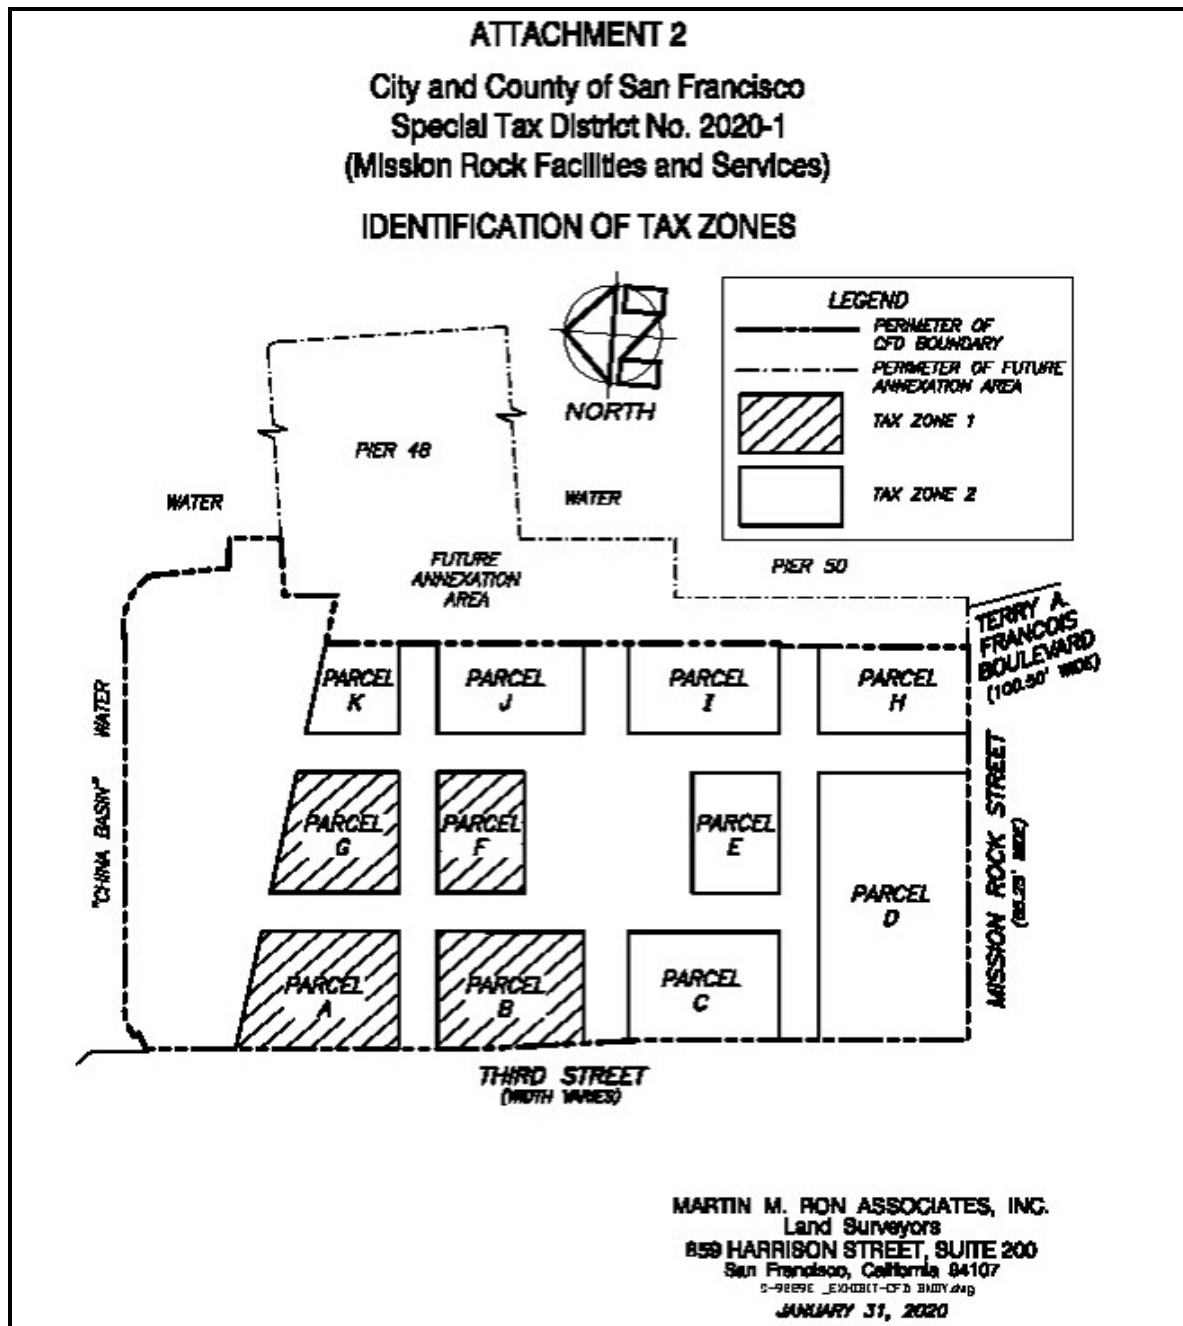 ATTACHMENT 2
City and County of San Francisco
Special Tax District No. 2020-1
(Mission Rock Facilities and Services)
IDENTIFICATION OF TAX ZONES
NORTH
LEGEND
PERIMETER OF
CFD BOUNDARY
PERIMETER OF FUTURE
ANNEXATION AREA
TAX ZONE 1
TAX ZONE 2
PIER 48
WATER
WATER
FUTURE
ANNEXATION
AREA
PIER 50
TERRY A.
FRANCOIS
BOULEVARD
(100.50' WIDE)
PARCEL
K
PARCEL
J
PARCEL
I
PARCEL
H
WATER
"CHINA BASIN"
PARCEL
G
PARCEL
F
PARCEL
E
PARCEL
D
MISSION ROCK STREET
WIDE)
PARCEL
A
PARCEL
B
PARCEL
C
THIRD STREET
(WIDTH VARIES)
MARTIN M. RON ASSOCIATES, INC.
Land Surveyors
859 HARRISON STREET, SUITE 200
San Francisco, California 94107
JANUARY 31, 2020